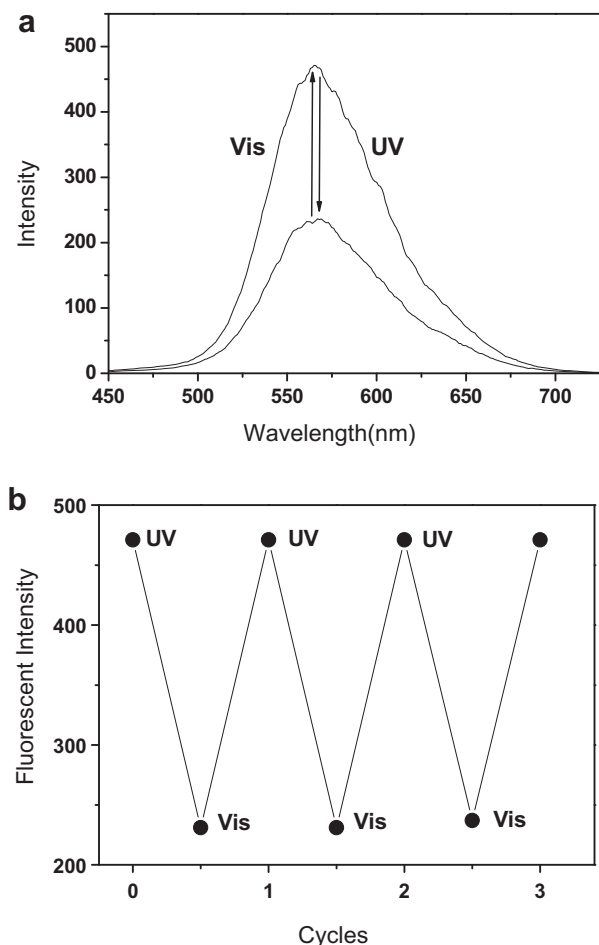 a
500
400
300
200
100
0
Intensity
Vis
UV
450 500 550 600 650 700
Wavelength(nm)
b
500
400
300
200
Fluorescent Intensity
UV UV UV
Vis Vis Vis
0 1 2 3
Cycles